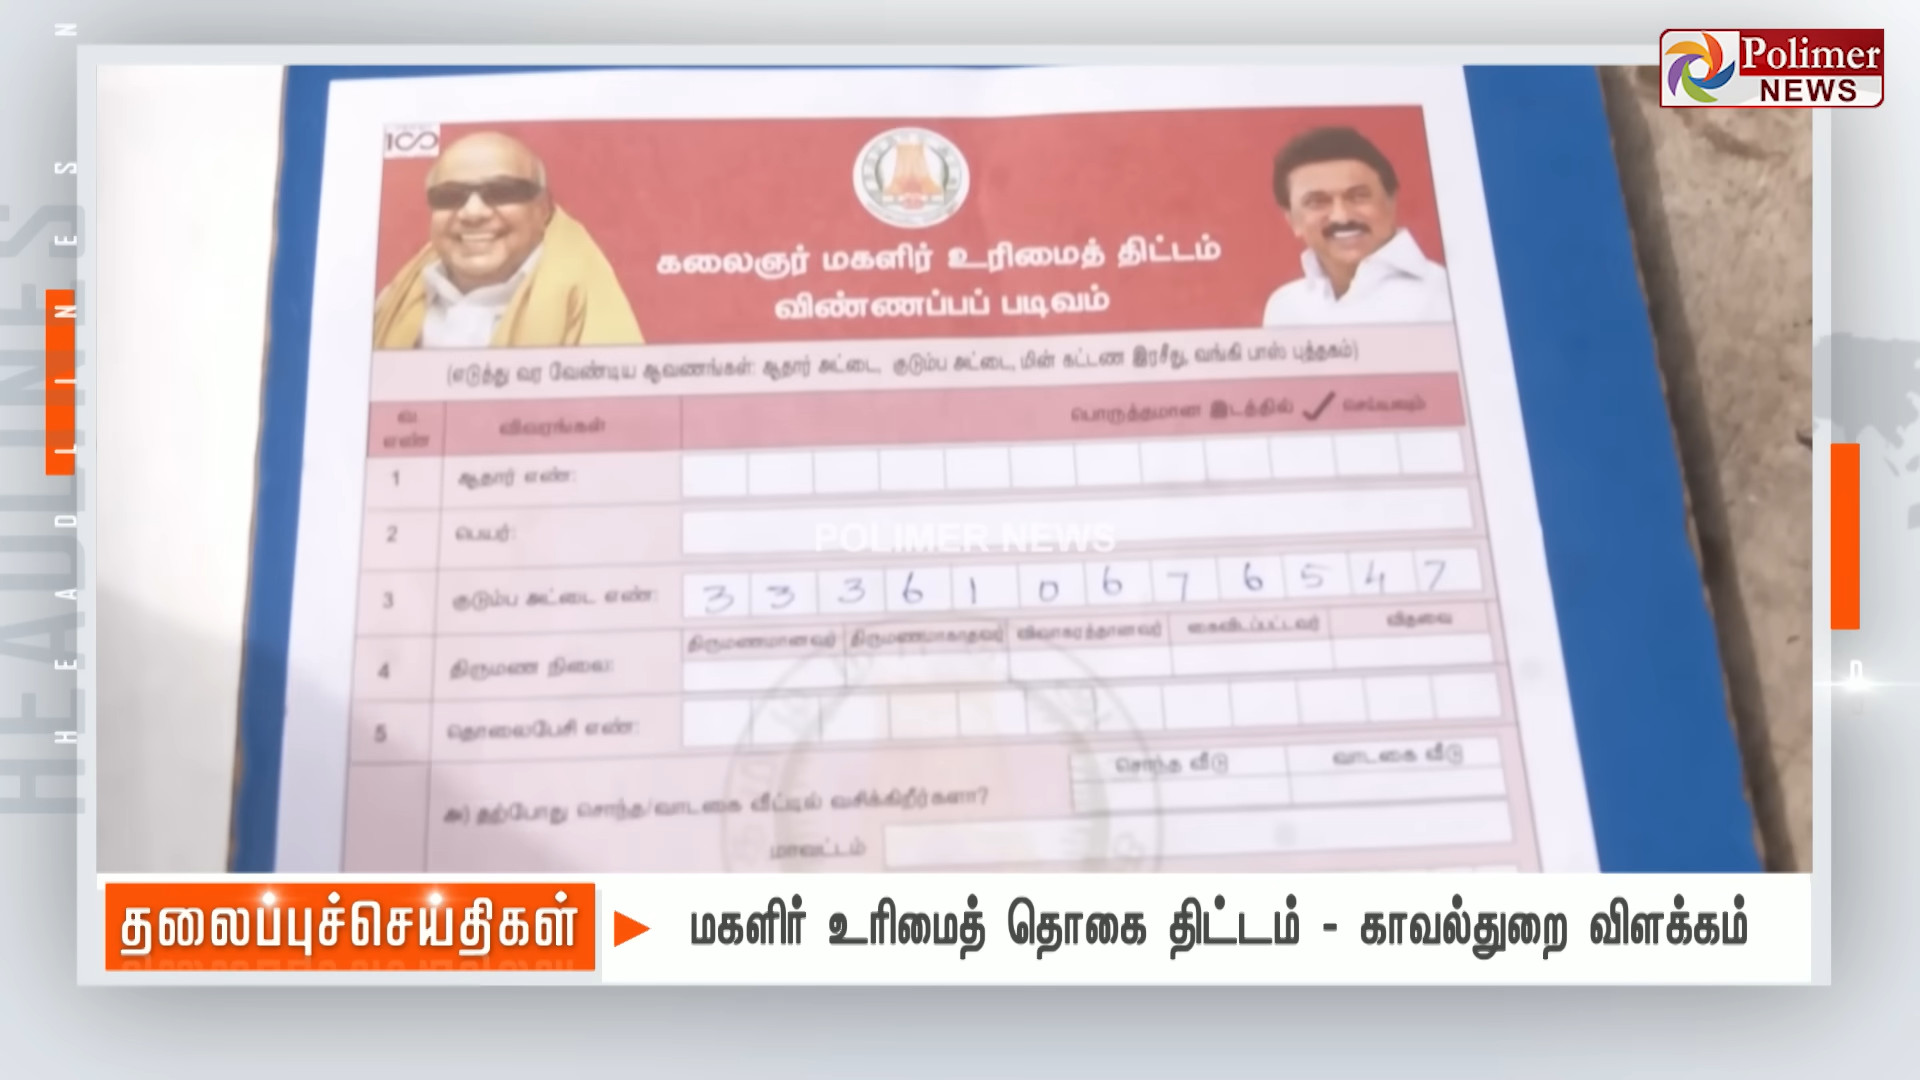 Polimer
NEWS
HEADLINES
100
கலைஞர் மகளிர் உரிமைத் திட்டம்
விண்ணப்பப் படிவம்
(எடுத்து வர வேண்டிய ஆவணங்கள்: ஆதார் அட்டை, குடும்ப அட்டை, மின் கட்டண இரசீது, வங்கி பாஸ் புத்தகம்)
வ எண் விவரங்கள் பொருத்தமான இடத்தில் ✓ செய்யவும்
1 ஆதார் எண்:
2 பெயர்:
POLIMER NEWS
3 குடும்ப அட்டை எண்: 3 3 3 6 1 0 6 7 6 5 4 7
திருமணமானவர் திருமணமாகாதவர் விவாகரத்தானவர் கைவிடப்பட்டவர் விதவை
4 திருமண நிலை:
5 தொலைபேசி எண்:
சொந்த வீடு வாடகை வீடு
அ) தற்போது சொந்த/வாடகை வீட்டில் வசிக்கிறீர்களா?
மாவட்டம்
தலைப்புச்செய்திகள்
மகளிர் உரிமைத் தொகை திட்டம் - காவல்துறை விளக்கம்